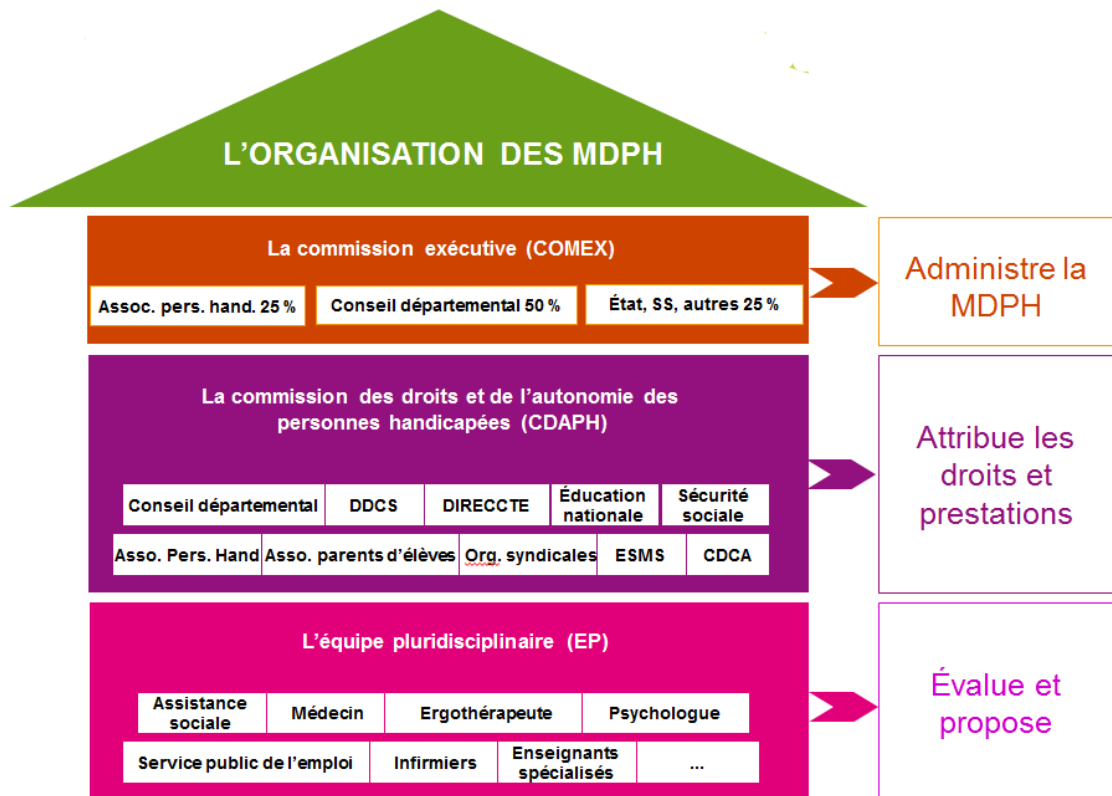 L'ORGANISATION DES MDPH
La commission exécutive (COMEX)
Assoc. pers. hand. 25 %
Conseil départemental 50 %
État, SS, autres 25 %
Administre la
MDPH
La commission des droits et de l'autonomie des
personnes handicapées (CDAPH)
Conseil départemental
DDCS
DIRECCTE
Éducation
nationale
Sécurité
sociale
Asso. Pers. Hand
Asso. parents d'élèves
Org. syndicales
ESMS
CDCA
Attribue les
droits et
prestations
L'équipe pluridisciplinaire (EP)
Assistance
sociale
Médecin
Ergothérapeute
Psychologue
Service public de l'emploi
Infirmiers
Enseignants
spécialisés
...
Évalue et
propose